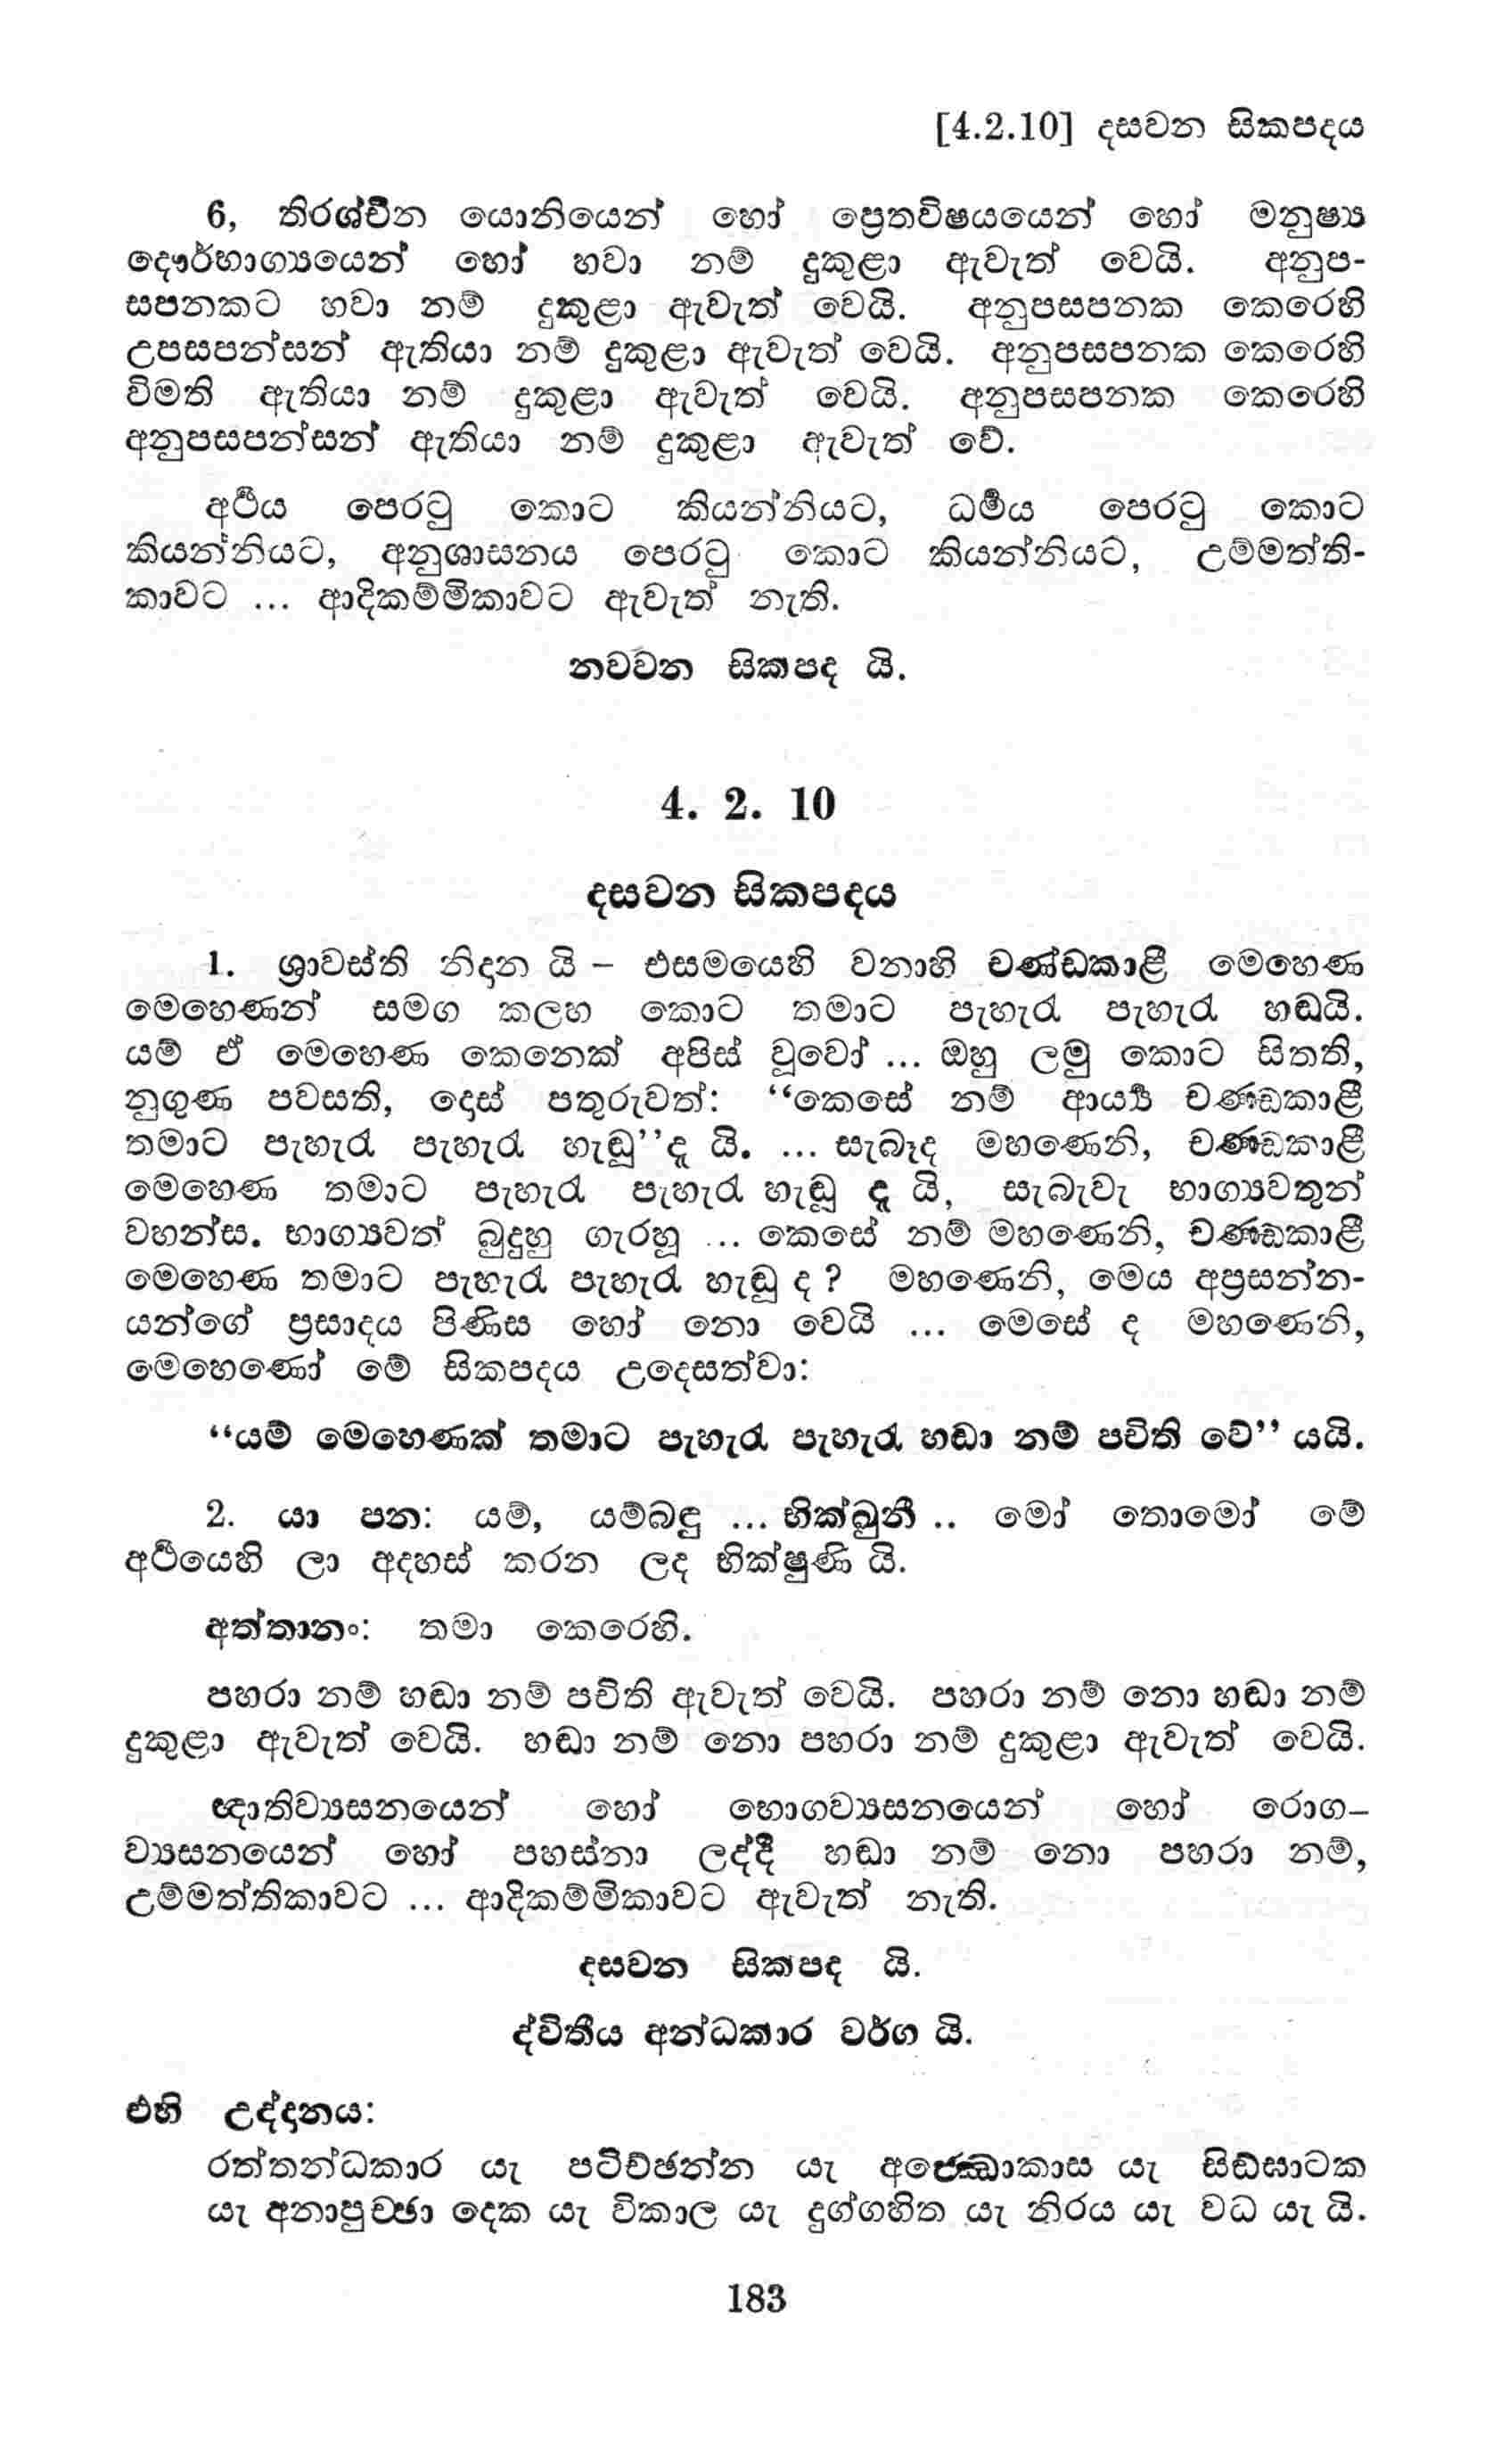 [4.2.10] දසවන සිකපදය
6, තිරශ්චීන යොනියෙන් හෝ ප්‍රෙතවිෂයයෙන් හෝ මනුෂ්‍ය
දෞර්භාග්‍යයෙන් හෝ හවා නම් දුකුළා ඇවැත් වෙයි. අනුප-
සපනකට හවා නම් දුකුළා ඇවැත් වෙයි. අනුපසපනක කෙරෙහි
උපසපන්සන් ඇතියා නම් දුකුළා ඇවැත් වෙයි. අනුපසපනක කෙරෙහි
විමති ඇතියා නම් දුකුළා ඇවැත් වෙයි. අනුපසපනක කෙරෙහි
අනුපසපන්සන් ඇතියා නම් දුකුළා ඇවැත් වේ.
අර්‍ථය පෙරටු කොට කියන්නියට, ධර්‍මය පෙරටු කොට
කියන්නියට, අනුශාසනය පෙරටු කොට කියන්නියට, උම්මත්ති-
කාවට ... ආදිකම්මිකාවට ඇවැත් නැති.
නවවන සිකපද යි.
4. 2. 10
දසවන සිකපදය
1. ශ්‍රාවස්ති නිදාන යි – එසමයෙහි වනාහි චණ්ඩකාළී මෙහෙණ
මෙහෙණන් සමග කලහ කොට තමාට පැහැරැ පැහැරැ හඬයි.
යම් ඒ මෙහෙණ කෙනෙක් අපිස් වූවෝ ... ඔහු ලමු කොට සිතති,
නුගුණ පවසති, දොස් පතුරුවත්: “කෙසේ නම් ආර්‍ය්‍ය චණ්‍ඩකාළී
තමාට පැහැරැ පැහැරැ හැඬූ”දැ යි. ... සැබෑද මහණෙනි, චණ්‍ඩකාළී
මෙහෙණ තමාට පැහැරැ පැහැරැ හැඬූ දැ යි, සැබැවැ භාග්‍යවතුන්
වහන්ස. භාග්‍යවත් බුදුහු ගැරහූ ... කෙසේ නම් මහණෙනි, චණ්‍ඩකාළී
මෙහෙණ තමාට පැහැරැ පැහැරැ හැඬූ ද ? මහණෙනි, මෙය අප්‍රසන්න-
යන්ගේ ප්‍රසාදය පිණිස හෝ නො වෙයි ... මෙසේ ද මහණෙනි,
මෙහෙණෝ මේ සිකපදය උදෙසත්වා:
“යම් මෙහෙණක් තමාට පැහැරැ පැහැරැ හඬා නම් පචිති වේ” යයි.
2. යා පන: යම්, යම්බඳු ... භික්ඛුනී .. මෝ තොමෝ මේ
අර්‍ථයෙහි ලා අදහස් කරන ලද භික්ෂුණි යි.
අත්තානං: තමා කෙරෙහි.
පහරා නම් හඬා නම් පචිති ඇවැත් වෙයි. පහරා නම් නො හඬා නම්
දුකුළා ඇවැත් වෙයි. හඬා නම් නො පහරා නම් දුකුළා ඇවැත් වෙයි.
ඥාතිව්‍යසනයෙන් හෝ භොගව්‍යසනයෙන් හෝ රොග–
ව්‍යසනයෙන් හෝ පහස්නා ලද්දී හඬා නම් නො පහරා නම්,
උම්මත්තිකාවට ... ආදිකම්මිකාවට ඇවැත් නැති.
දසවන සිකපද යි.
ද්විතීය අන්ධකාර වර්ග යි.
එහි උද්දානය:
රත්තන්ධකාර යැ පටිච්ඡන්න යැ අජ්ඣොකාස යැ සිඞ්ඝාටක
යැ අනාපුච්ඡා දෙක යැ විකාල යැ දුග්ගහිත යැ නිරය යැ වධ යැ යි.
183